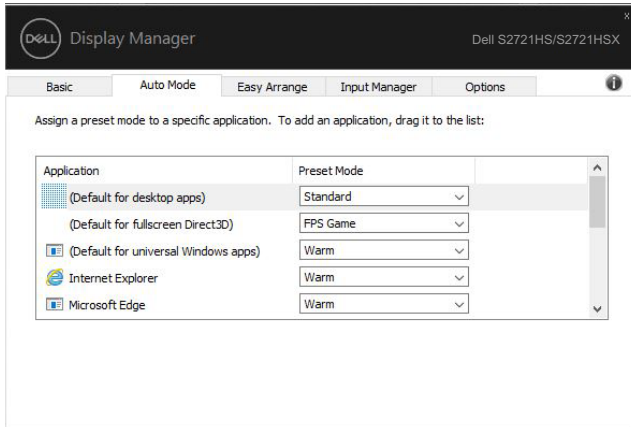 DELL Display Manager Dell S2721HS/S2721HSX
x
Basic Auto Mode Easy Arrange Input Manager Options
Assign a preset mode to a specific application. To add an application, drag it to the list:
Application Preset Mode
(Default for desktop apps) Standard
(Default for fullscreen Direct3D) FPS Game
(Default for universal Windows apps) Warm
Internet Explorer Warm
Microsoft Edge Warm